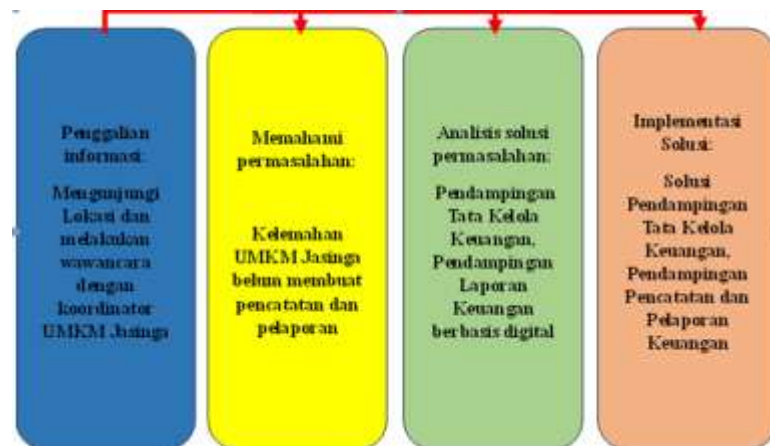 Penggalian
informasi:
Mengunjungi
Lokasi dan
melakukan
wawancara
dengan
koordinator
UMKM Jasinga
Memahami
permasalahan:
Kelemahan
UMKM Jasinga
belum membuat
pencatatan dan
pelaporan
Analisis solusi
permasalahan:
Pendampingan
Tata Kelola
Keuangan,
Pendampingan
Laporan
Keuangan
berbasis digital
Implementasi
Solusi:
Solusi
Pendampingan
Tata Kelola
Keuangan,
Pendampingan
Pencatatan dan
Pelaporan
Keuangan